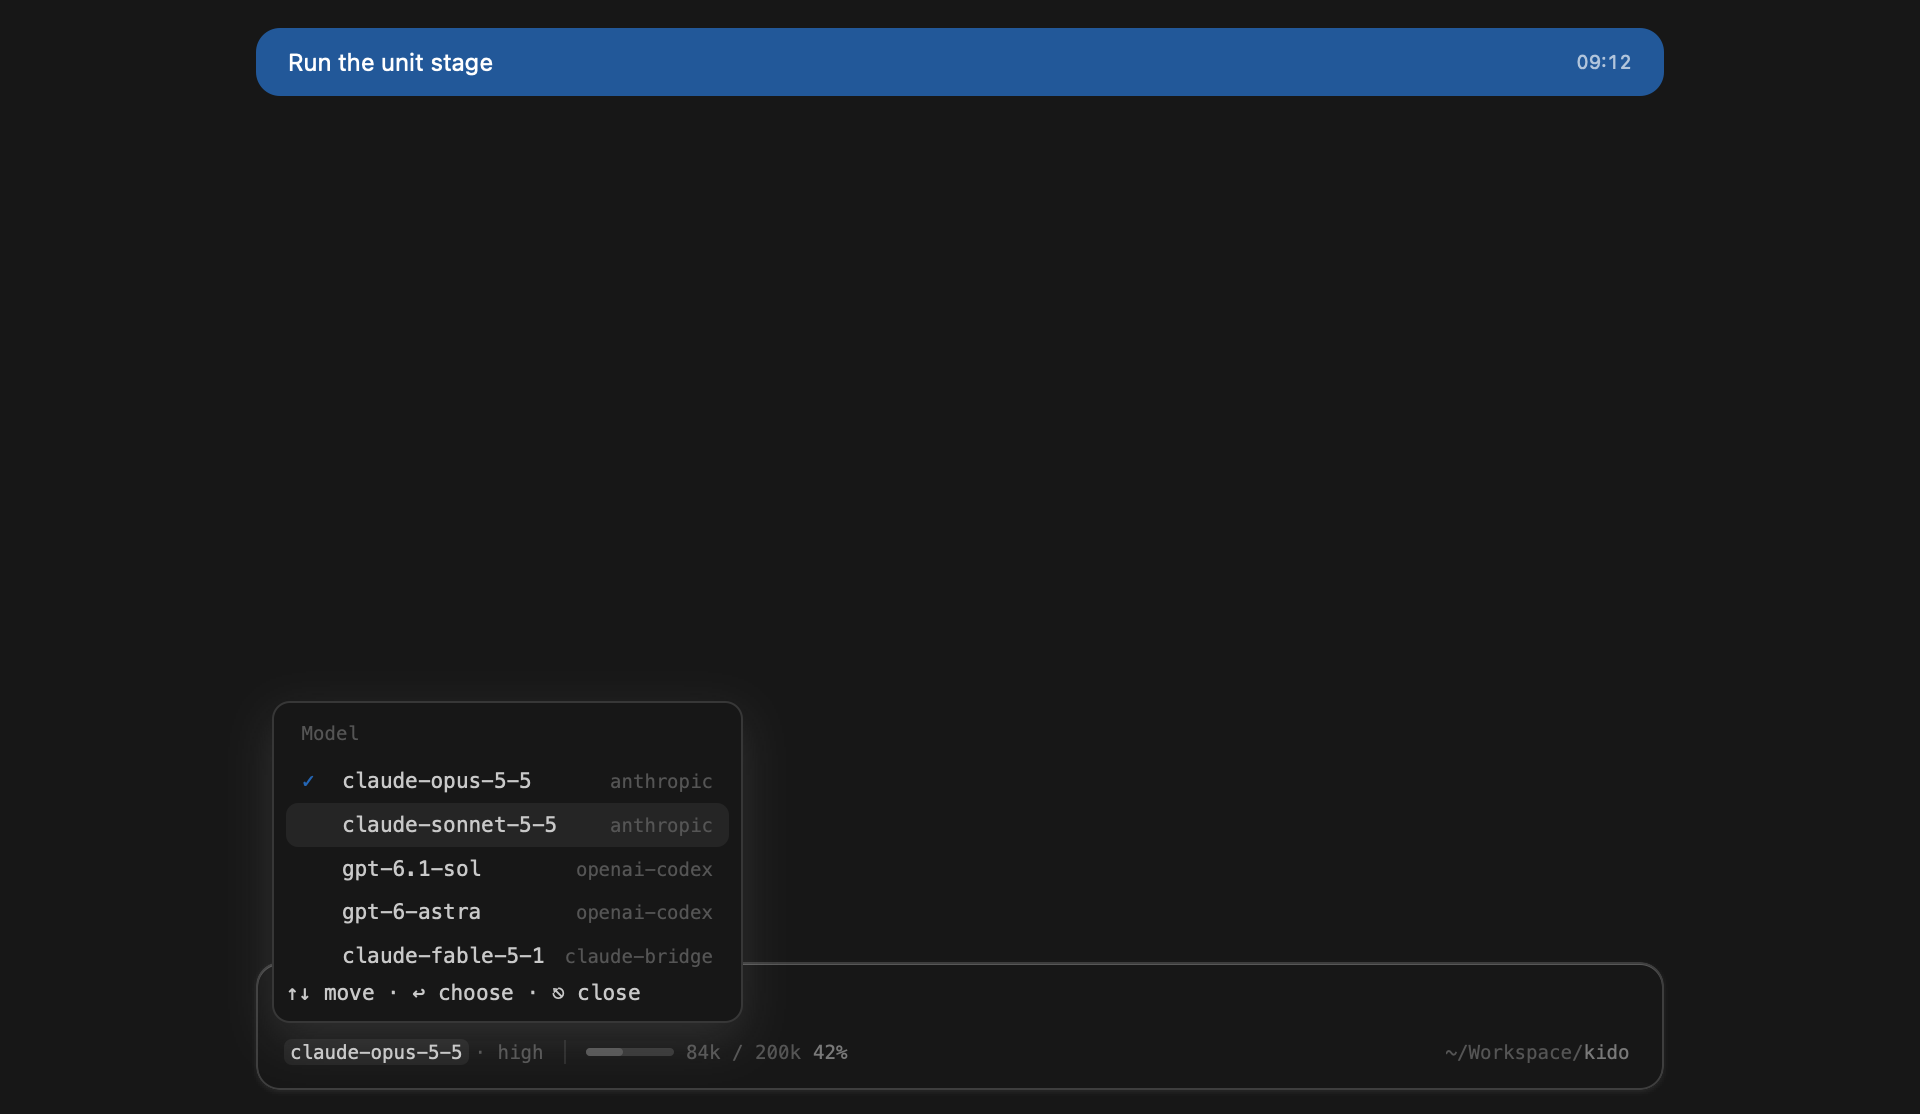 Run the unit stage 09:12
Model
✓ claude-opus-5-5 anthropic
claude-sonnet-5-5 anthropic
gpt-6.1-sol openai-codex
gpt-6-astra openai-codex
claude-fable-5-1 claude-bridge
↑↓ move · ↩ choose · ⎋ close
claude-opus-5-5 · high 84k / 200k 42% ~/Workspace/kido